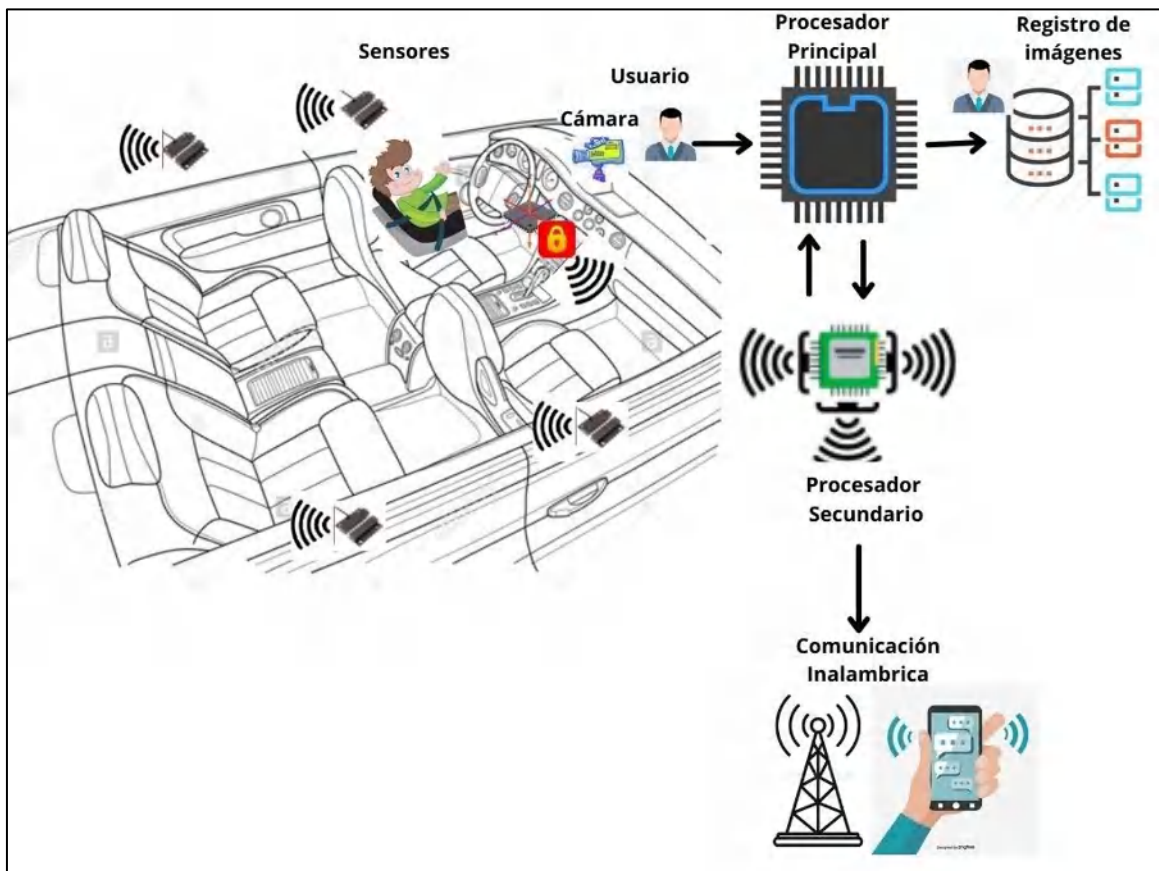 Sensores
Usuario
Cámara
Procesador
Principal
Registro de
imágenes
Procesador
Secundario
Comunicación
Inalambrica